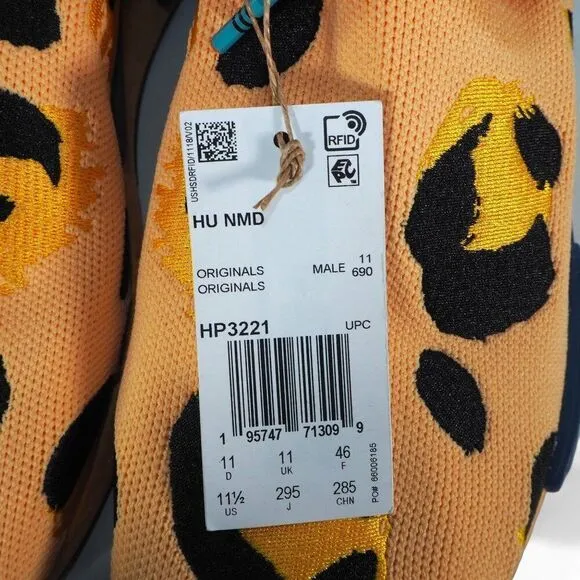 USHSDRFID/1118/V02
RFID
EPC
HU NMD
ORIGINALS MALE 11
ORIGINALS 690
HP3221 UPC
1 95747 71309 9
11 11 46
D UK F
11½ 295 285
US J CHN
PO# 66006185